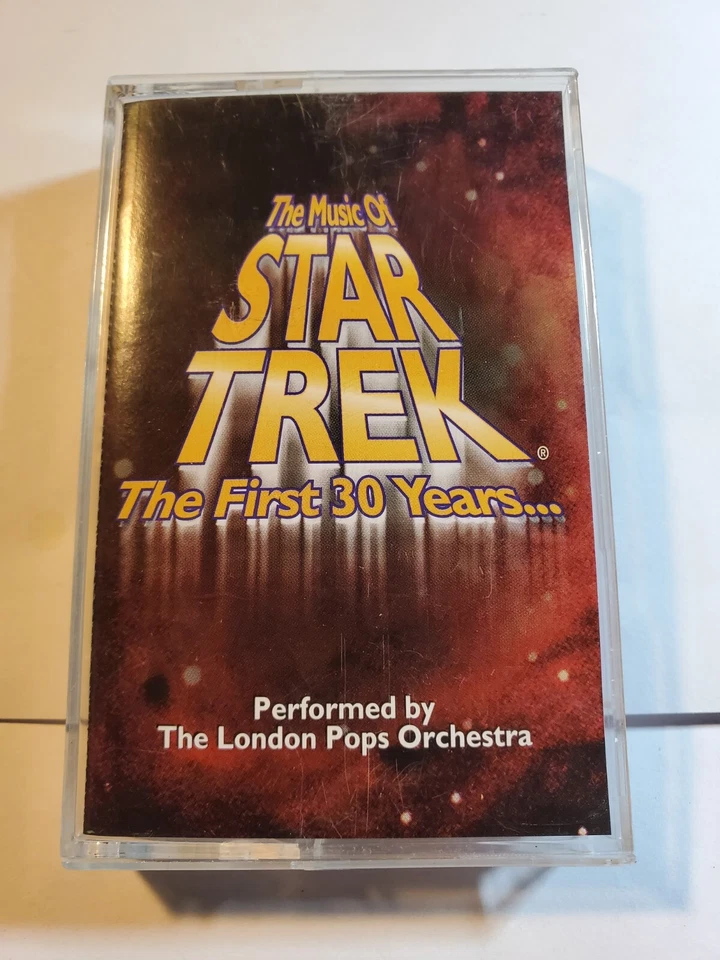 The Music Of
STAR
TREK®
The First 30 Years...
Performed by
The London Pops Orchestra